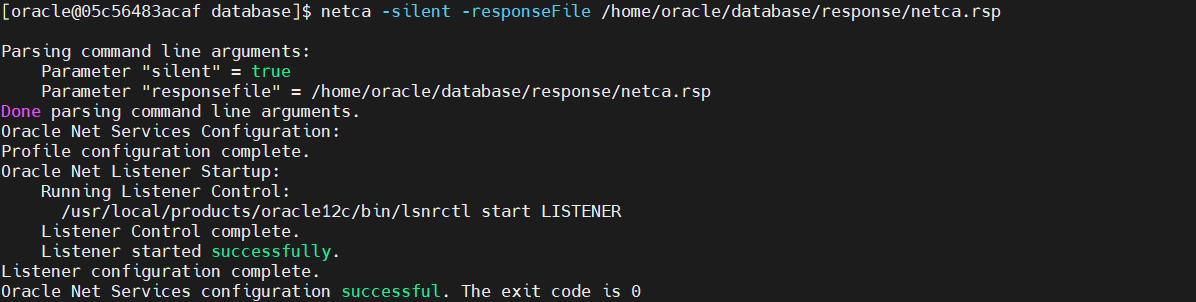 [oracle@05c56483acaf database]$ netca -silent -responseFile /home/oracle/database/response/netca.rsp
Parsing command line arguments:
Parameter "silent" = true
Parameter "responsefile" = /home/oracle/database/response/netca.rsp
Done parsing command line arguments.
Oracle Net Services Configuration:
Profile configuration complete.
Oracle Net Listener Startup:
Running Listener Control:
/usr/local/products/oracle12c/bin/lsnrctl start LISTENER
Listener Control complete.
Listener started successfully.
Listener configuration complete.
Oracle Net Services configuration successful. The exit code is 0